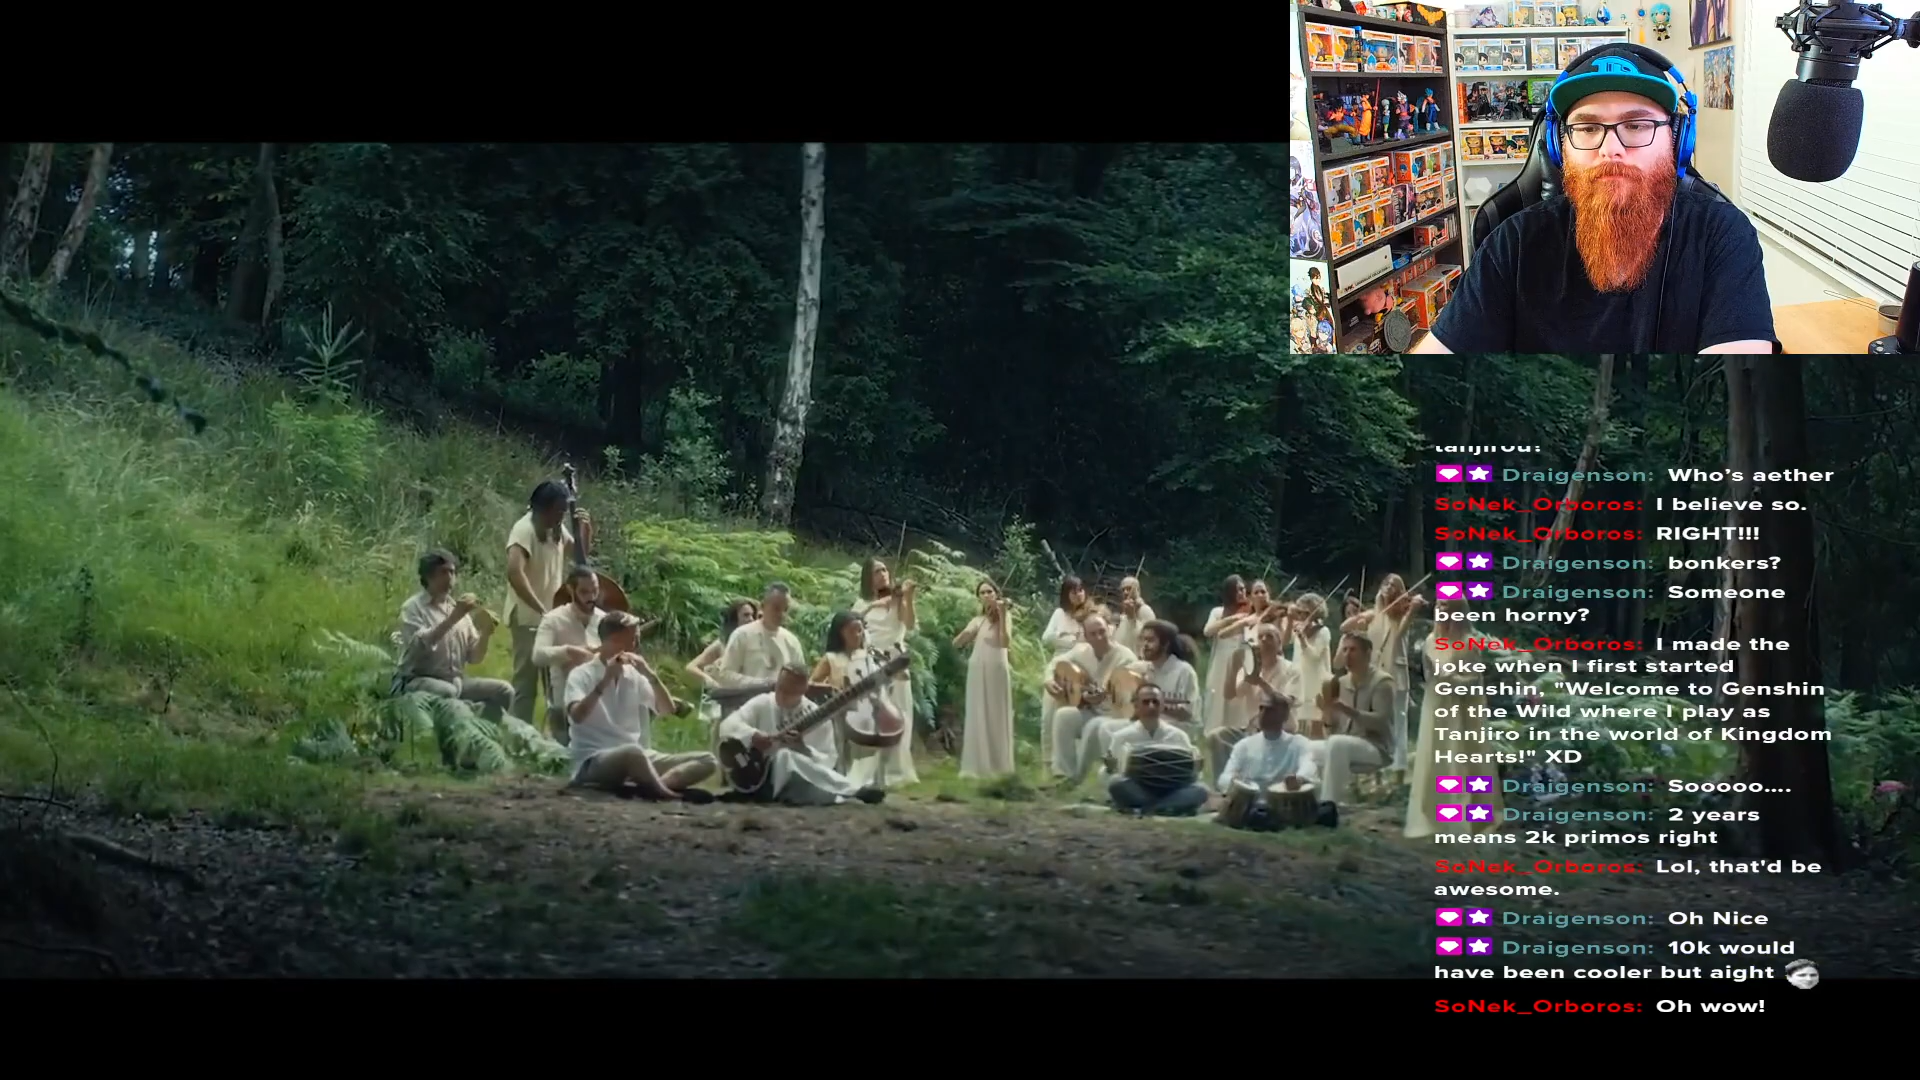 tanjirou?
Draigenson: Who's aether
SoNek_Orboros: I believe so.
SoNek_Orboros: RIGHT!!!
Draigenson: bonkers?
Draigenson: Someone
been horny?
SoNek_Orboros: I made the
joke when I first started
Genshin, "Welcome to Genshin
of the Wild where I play as
Tanjiro in the world of Kingdom
Hearts!" XD
Draigenson: Sooooo....
Draigenson: 2 years
means 2k primos right
SoNek_Orboros: Lol, that'd be
awesome.
Draigenson: Oh Nice
Draigenson: 10k would
have been cooler but aight
SoNek_Orboros: Oh wow!